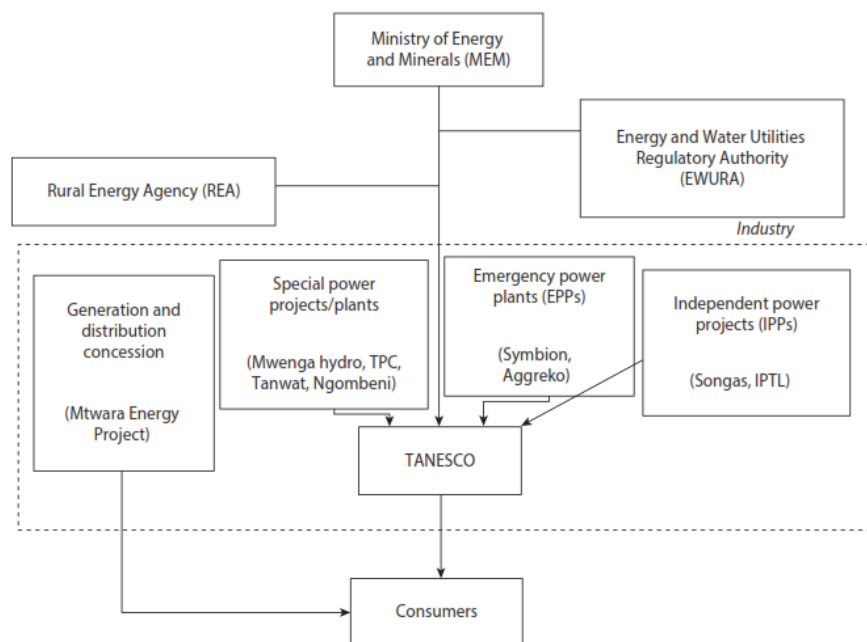 Ministry of Energy
and Minerals (MEM)
Energy and Water Utilities
Regulatory Authority
(EWURA)
Rural Energy Agency (REA)
Industry
Generation and
distribution
concession
(Mtwara Energy
Project)
Special power
projects/plants
(Mwenga hydro, TPC,
Tanwat, Ngombeni)
Emergency power
plants (EPPs)
(Symbion,
Aggreko)
Independent power
projects (IPPs)
(Songas, IPTL)
TANESCO
Consumers